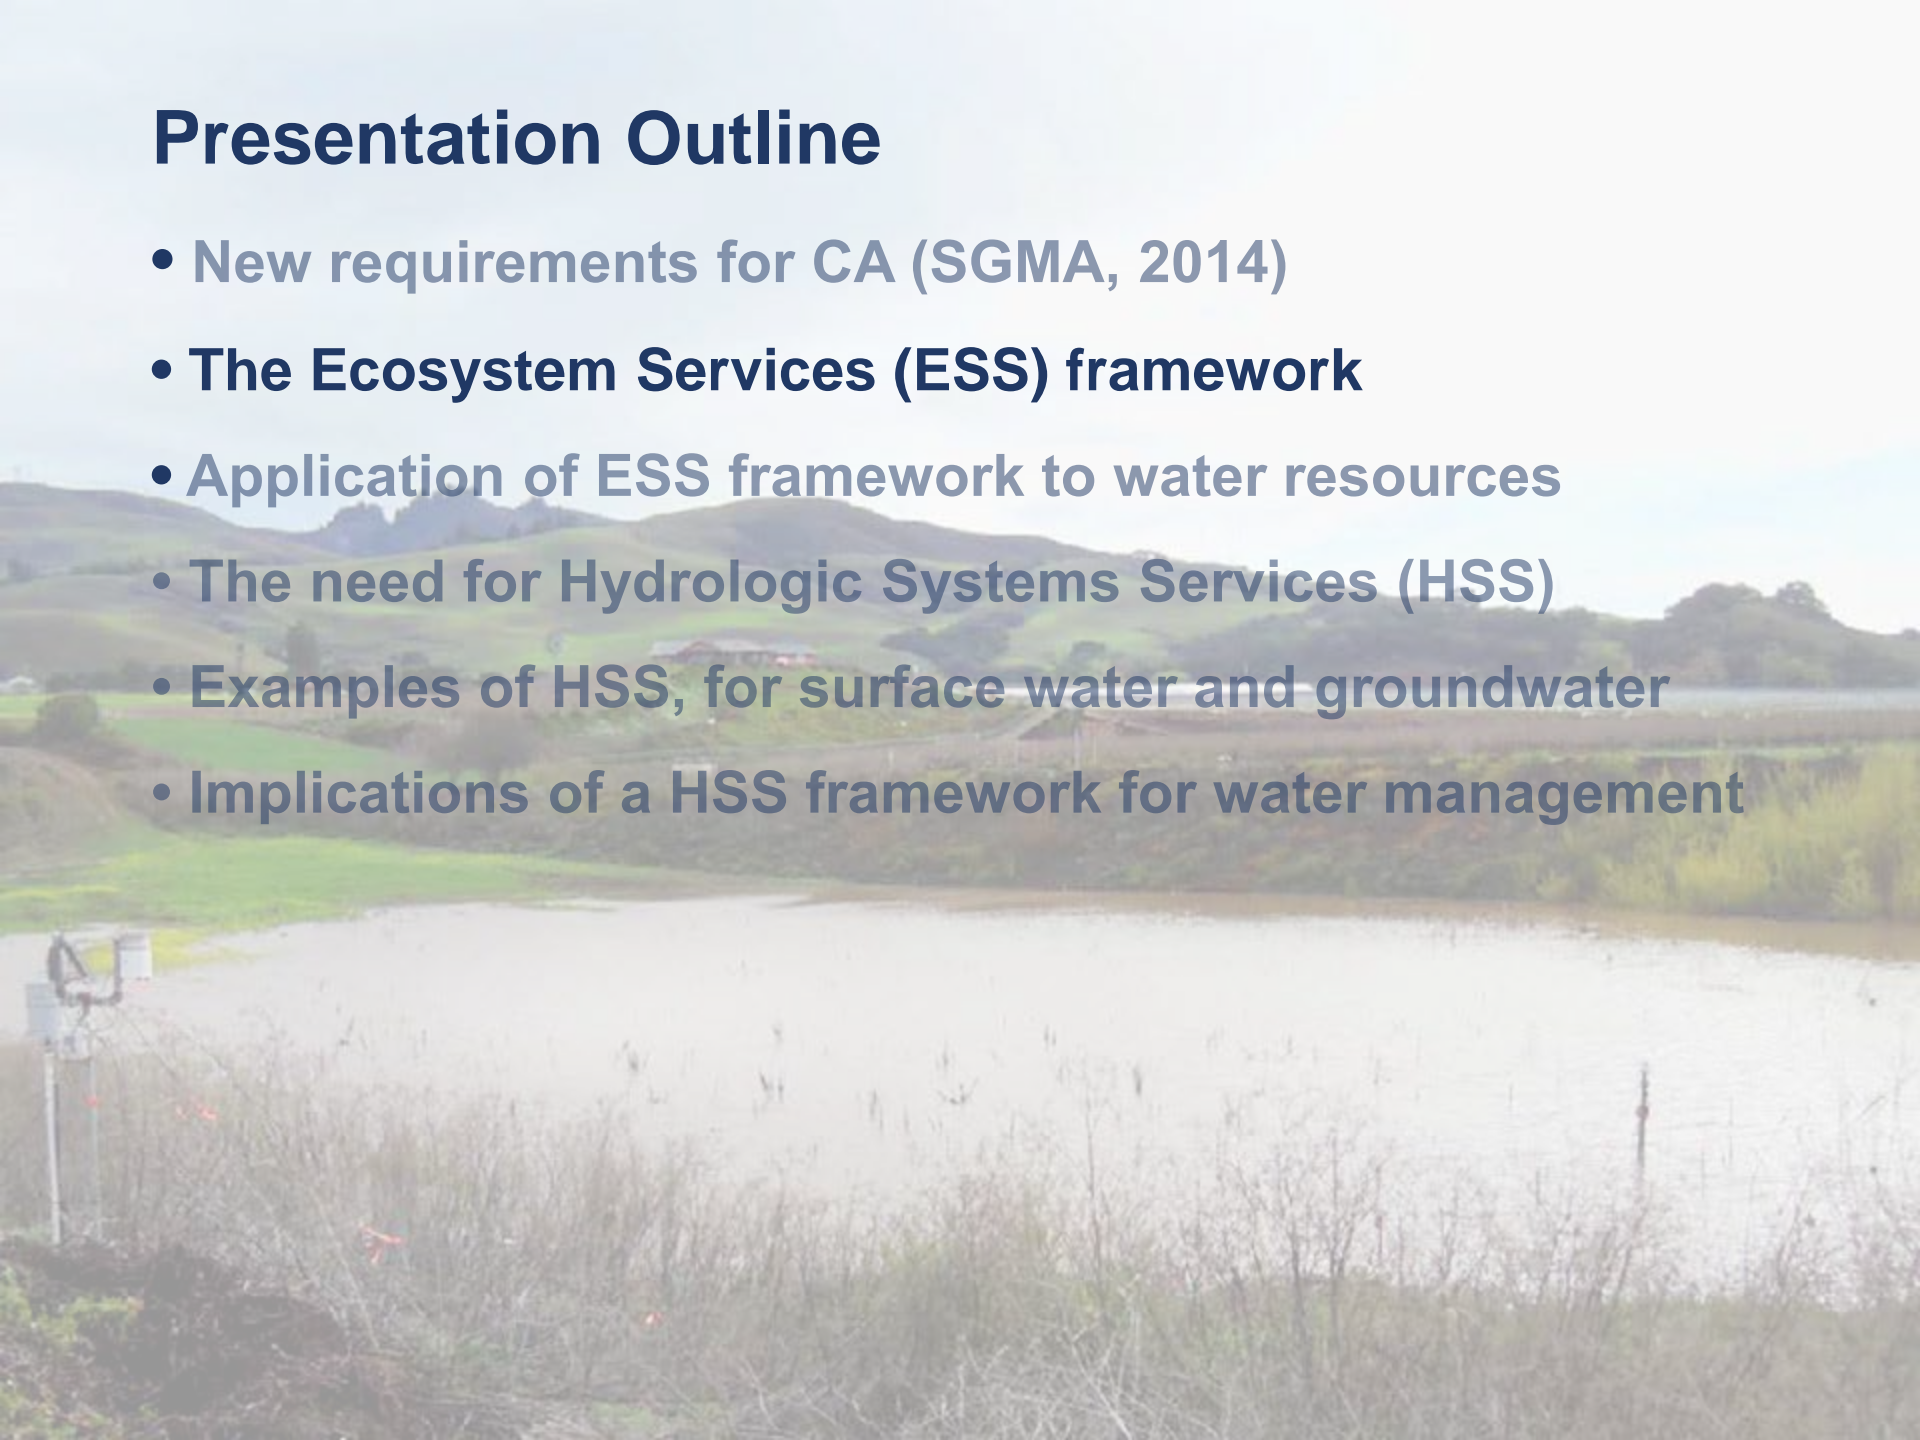 Presentation Outline
• New requirements for CA (SGMA, 2014)
• The Ecosystem Services (ESS) framework
• Application of ESS framework to water resources
• The need for Hydrologic Systems Services (HSS)
• Examples of HSS, for surface water and groundwater
• Implications of a HSS framework for water management